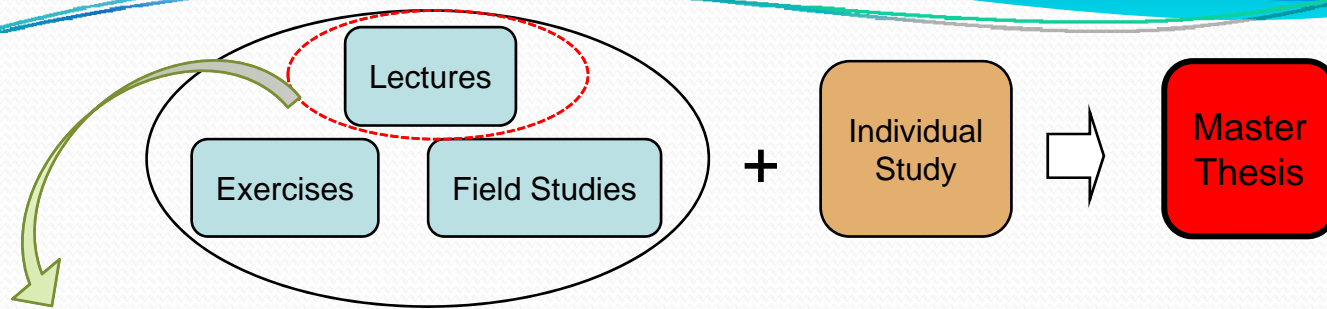 Lectures
Exercises
Field Studies
+
Individual
Study
Master
Thesis